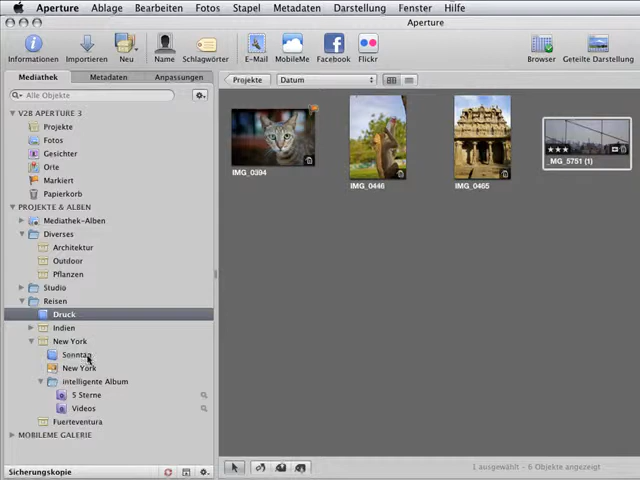 Aperture Ablage Bearbeiten Fotos Stapel Metadaten Darstellung Fenster Hilfe
Aperture
Informationen Importieren Neu Name Schlagwörter E-Mail MobileMe Facebook Flickr Browser Geteilte Darstellung
Mediathek Metadaten Anpassungen
Projekte Datum
Alle Objekte
V2B APERTURE 3
Projekte
Fotos
Gesichter
Orte
Markiert
Papierkorb
PROJEKTE & ALBEN
Mediathek-Alben
Diverses
Architektur
Outdoor
Pflanzen
Studio
Reisen
Druck
Indien
New York
Sonntag
New York
intelligente Album
5 Sterne
Videos
Fuerteventura
MOBILEME GALERIE
IMG_0394
IMG_0446
IMG_0465
_MG_5751 (1)
Sicherungskopie
1 ausgewählt - 6 Objekte angezeigt